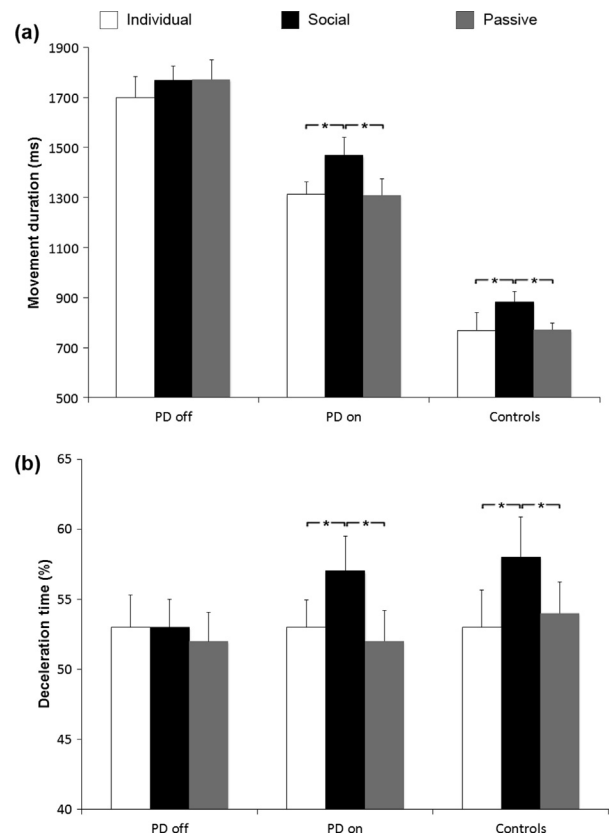 Individual Social Passive
(a)
Movement duration (ms)
1900
1700
1500
1300
1100
900
700
500
* *
* *
PD off PD on Controls
(b)
Deceleration time (%)
65
60
55
50
45
40
* *
* *
PD off PD on Controls